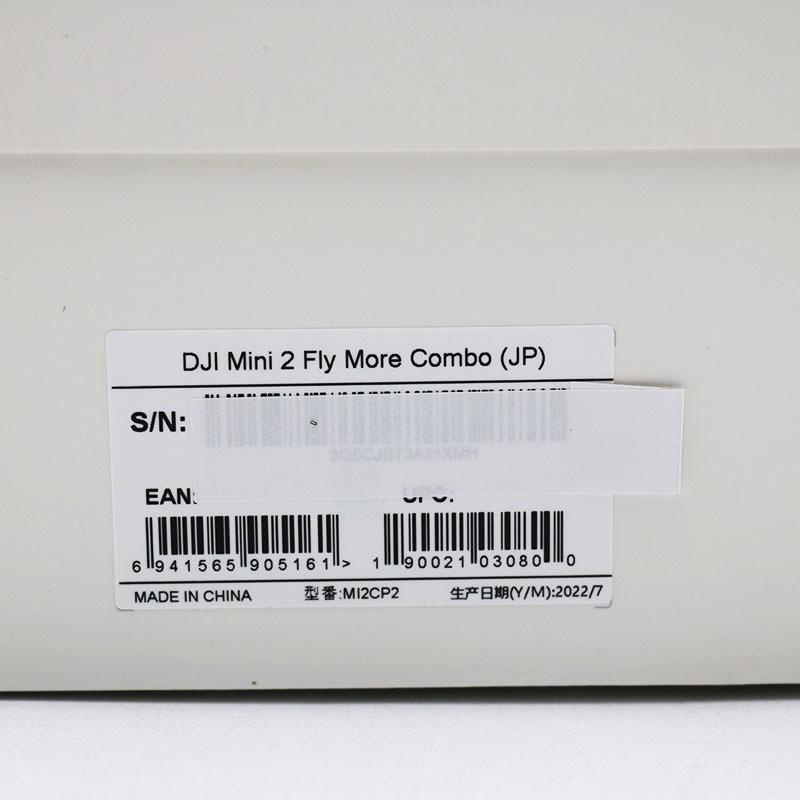 DJI Mini 2 Fly More Combo (JP)
S/N:
EAN:
UPC:
6 941565 905161 >
1 90021 03080 0
MADE IN CHINA
型番:MI2CP2
生产日期(Y/M):2022/7